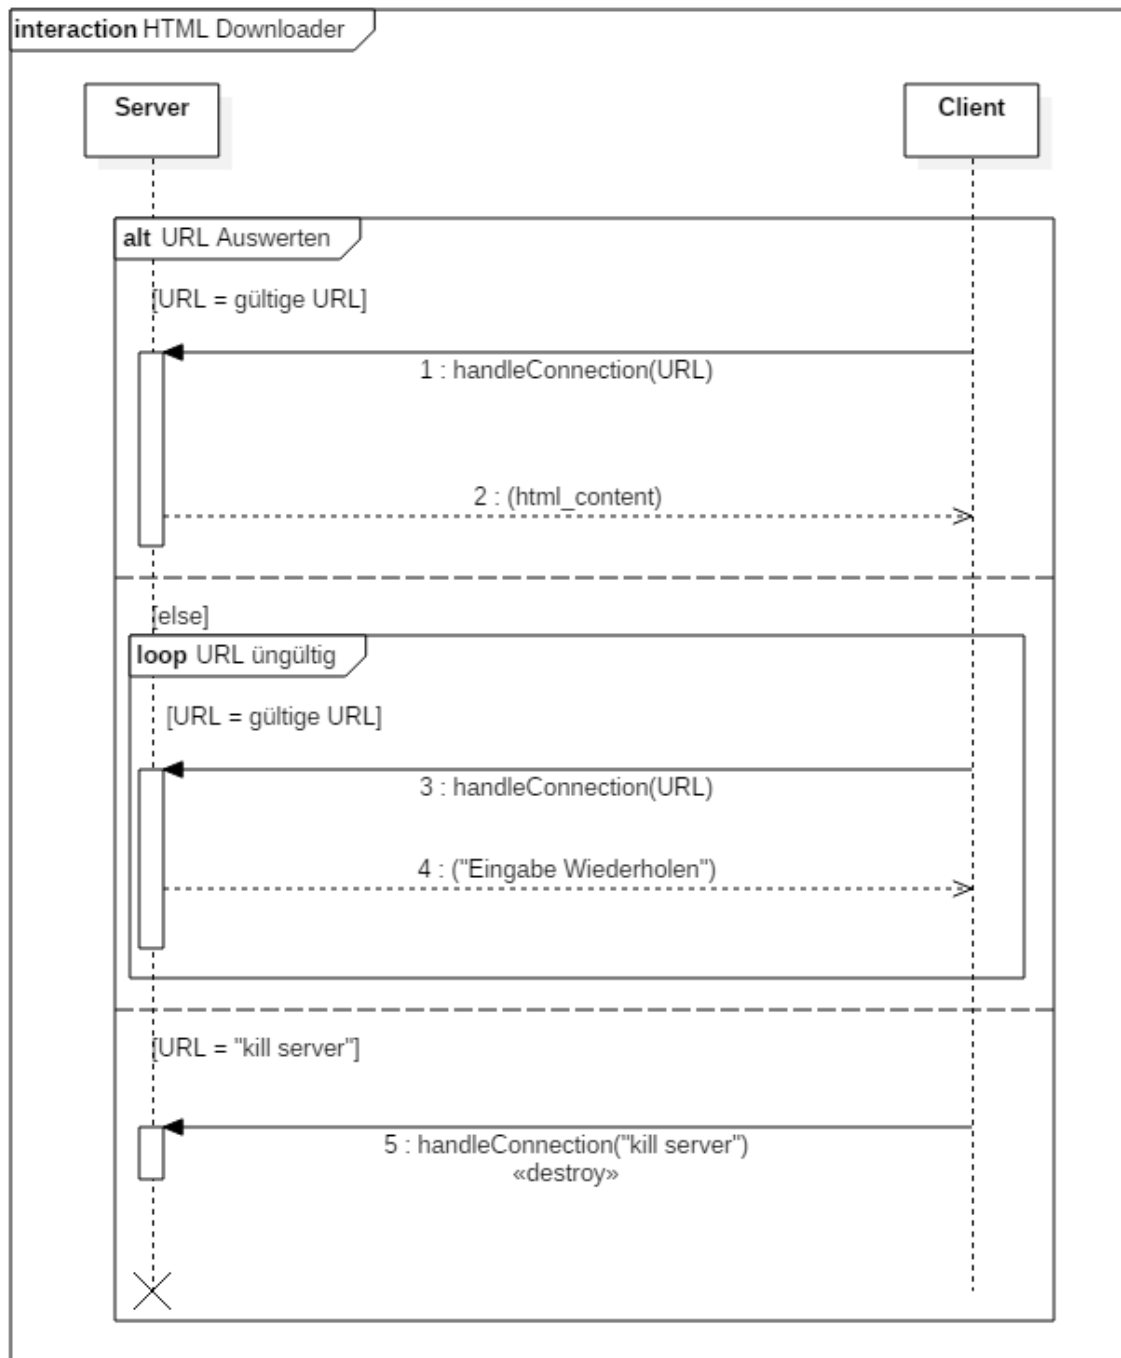 interaction HTML Downloader
Server
Client
alt URL Auswerten
[URL = gültige URL]
1 : handleConnection(URL)
2 : (html_content)
[else]
loop URL üngültig
[URL = gültige URL]
3 : handleConnection(URL)
4 : ("Eingabe Wiederholen")
[URL = "kill server"]
5 : handleConnection("kill server")
«destroy»